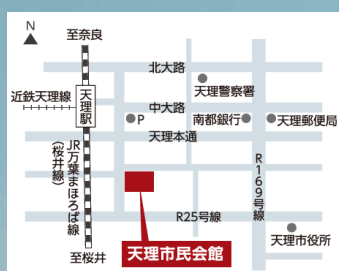 N
至奈良
北大路
天理警察署
近鉄天理線
天理駅
中大路
P
南都銀行
天理郵便局
天理本通
JR万葉まほろば線
(桜井線)
R169号線
R25号線
天理市民会館
天理市役所
至桜井